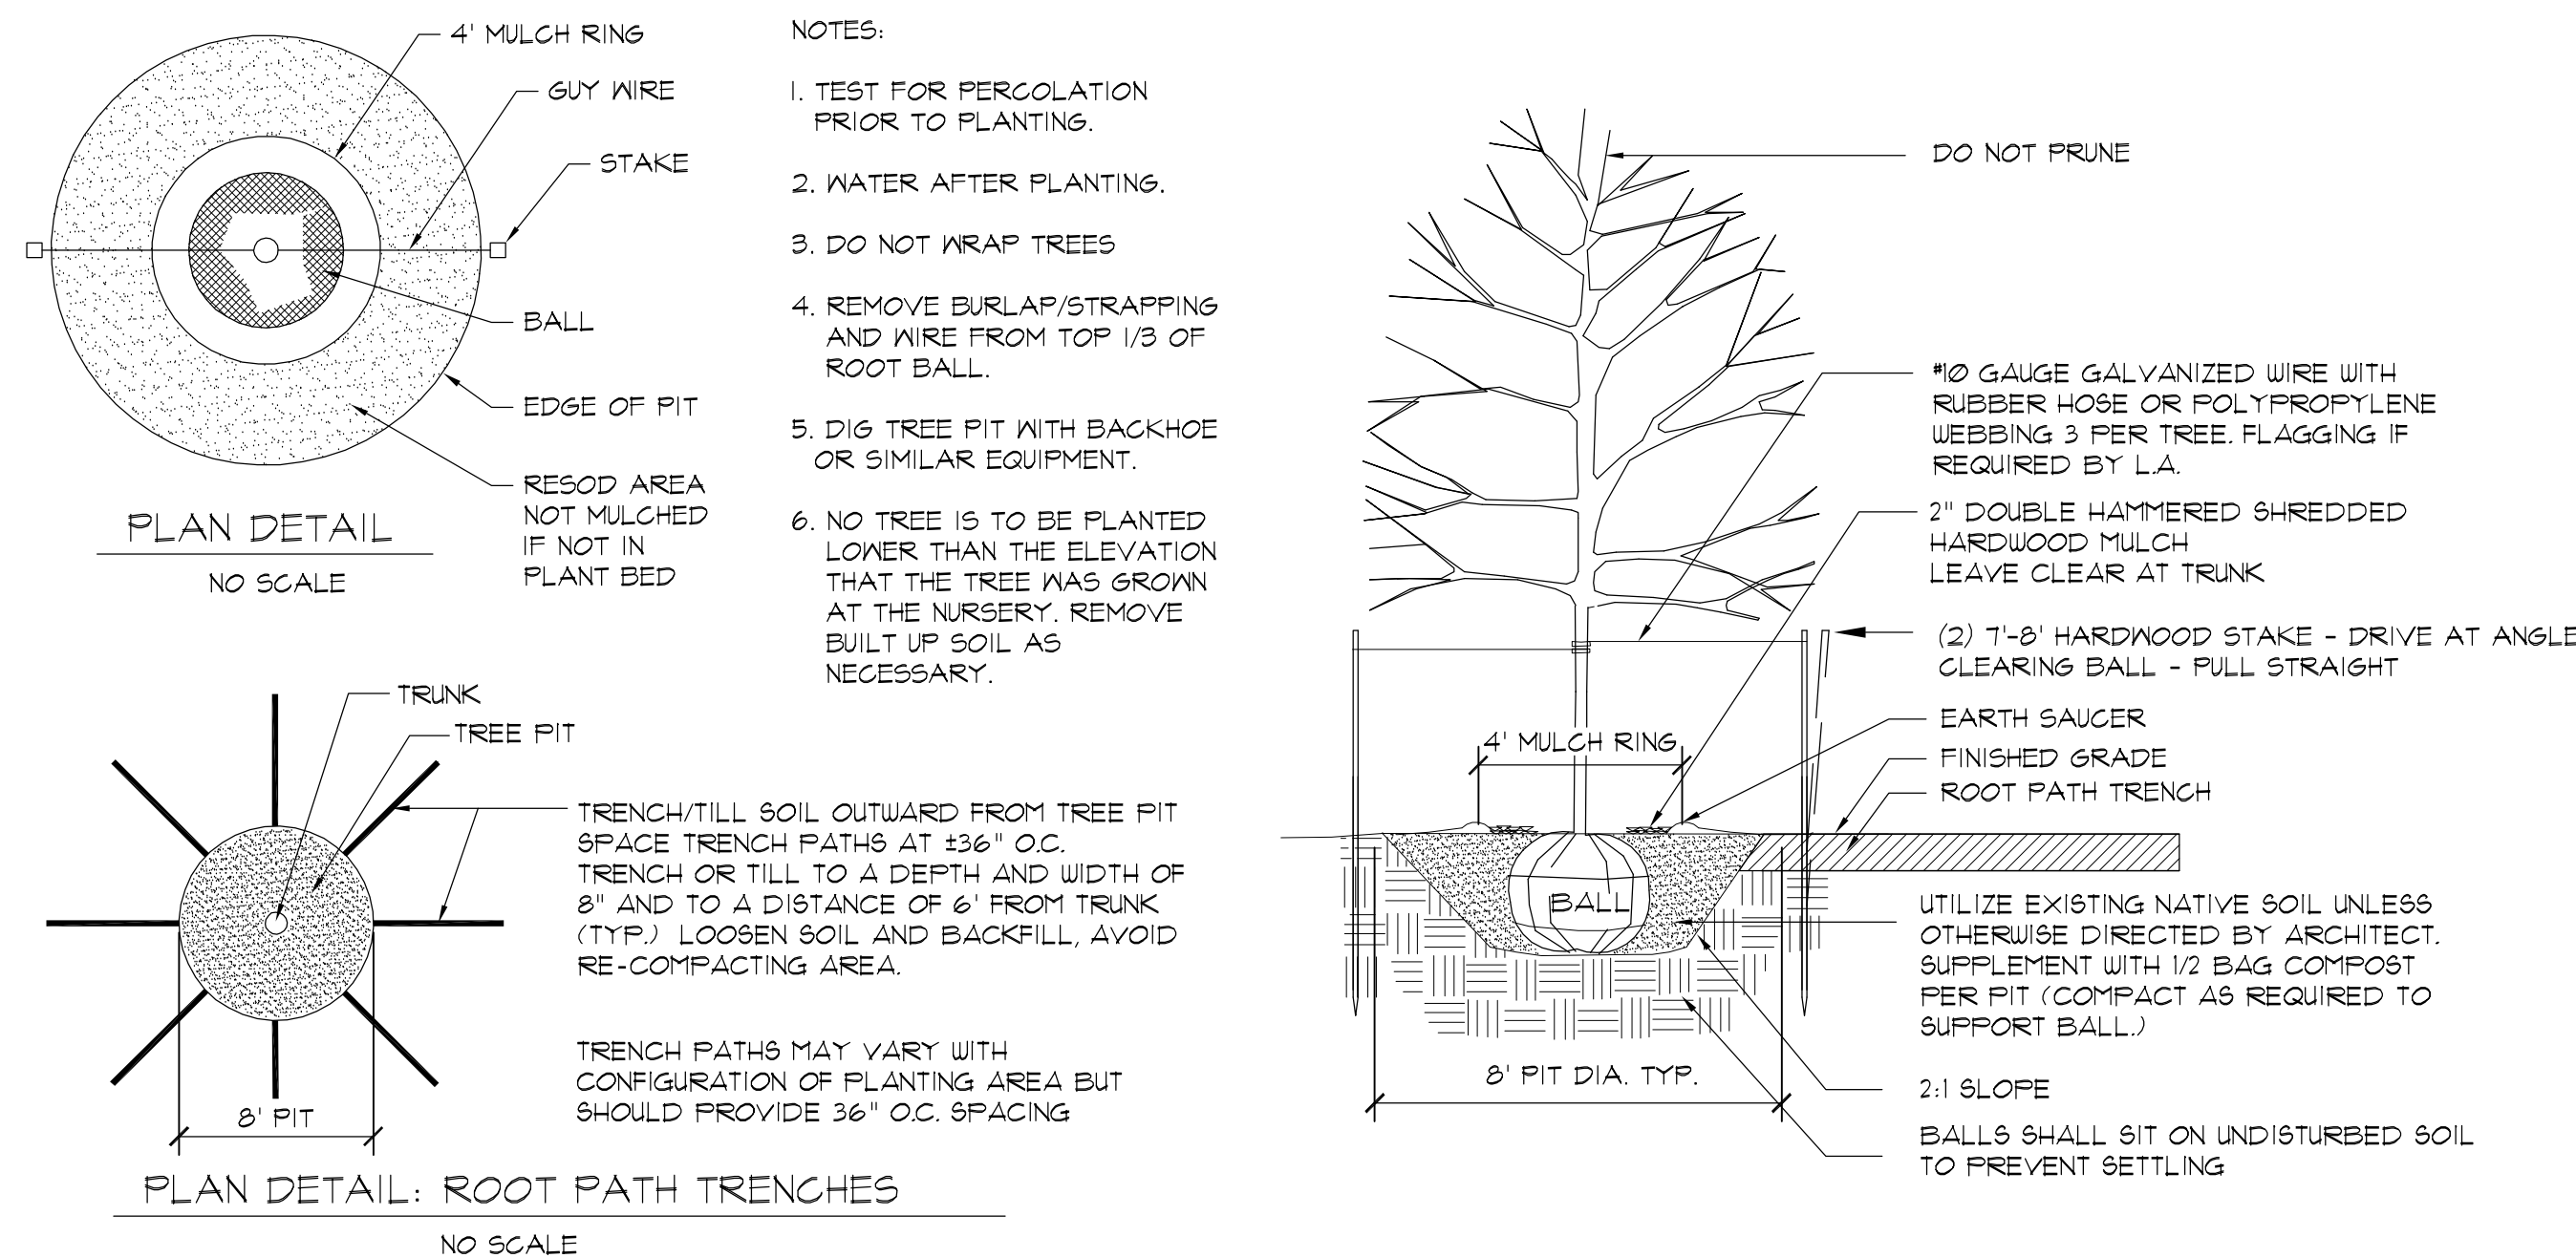 4' MULCH RING
GUY WIRE
STAKE
BALL
EDGE OF PIT
RESOD AREA
NOT MULCHED
IF NOT IN
PLANT BED
PLAN DETAIL
NO SCALE
NOTES:
1. TEST FOR PERCOLATION
PRIOR TO PLANTING.
2. WATER AFTER PLANTING.
3. DO NOT WRAP TREES
4. REMOVE BURLAP/STRAPPING
AND WIRE FROM TOP 1/3 OF
ROOT BALL.
5. DIG TREE PIT WITH BACKHOE
OR SIMILAR EQUIPMENT.
6. NO TREE IS TO BE PLANTED
LOWER THAN THE ELEVATION
THAT THE TREE WAS GROWN
AT THE NURSERY. REMOVE
BUILT UP SOIL AS
NECESSARY.
TRUNK
TREE PIT
TRENCH/TILL SOIL OUTWARD FROM TREE PIT
SPACE TRENCH PATHS AT ±36" O.C.
TRENCH OR TILL TO A DEPTH AND WIDTH OF
8" AND TO A DISTANCE OF 6' FROM TRUNK
(TYP.) LOOSEN SOIL AND BACKFILL, AVOID
RE-COMPACTING AREA.
TRENCH PATHS MAY VARY WITH
CONFIGURATION OF PLANTING AREA BUT
SHOULD PROVIDE 36" O.C. SPACING
8' PIT
PLAN DETAIL: ROOT PATH TRENCHES
NO SCALE
DO NOT PRUNE
#10 GAUGE GALVANIZED WIRE WITH
RUBBER HOSE OR POLYPROPYLENE
WEBBING 3 PER TREE. FLAGGING IF
REQUIRED BY L.A.
2" DOUBLE HAMMERED SHREDDED
HARDWOOD MULCH
LEAVE CLEAR AT TRUNK
(2) 7'-8' HARDWOOD STAKE - DRIVE AT ANGLE
CLEARING BALL - PULL STRAIGHT
EARTH SAUCER
FINISHED GRADE
ROOT PATH TRENCH
4' MULCH RING
BALL
UTILIZE EXISTING NATIVE SOIL UNLESS
OTHERWISE DIRECTED BY ARCHITECT.
SUPPLEMENT WITH 1/2 BAG COMPOST
PER PIT (COMPACT AS REQUIRED TO
SUPPORT BALL.)
8' PIT DIA. TYP.
2:1 SLOPE
BALLS SHALL SIT ON UNDISTURBED SOIL
TO PREVENT SETTLING